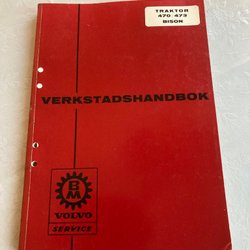 TRAKTOR
470 473
BISON
VERKSTADSHANDBOK
BM
VOLVO
SERVICE